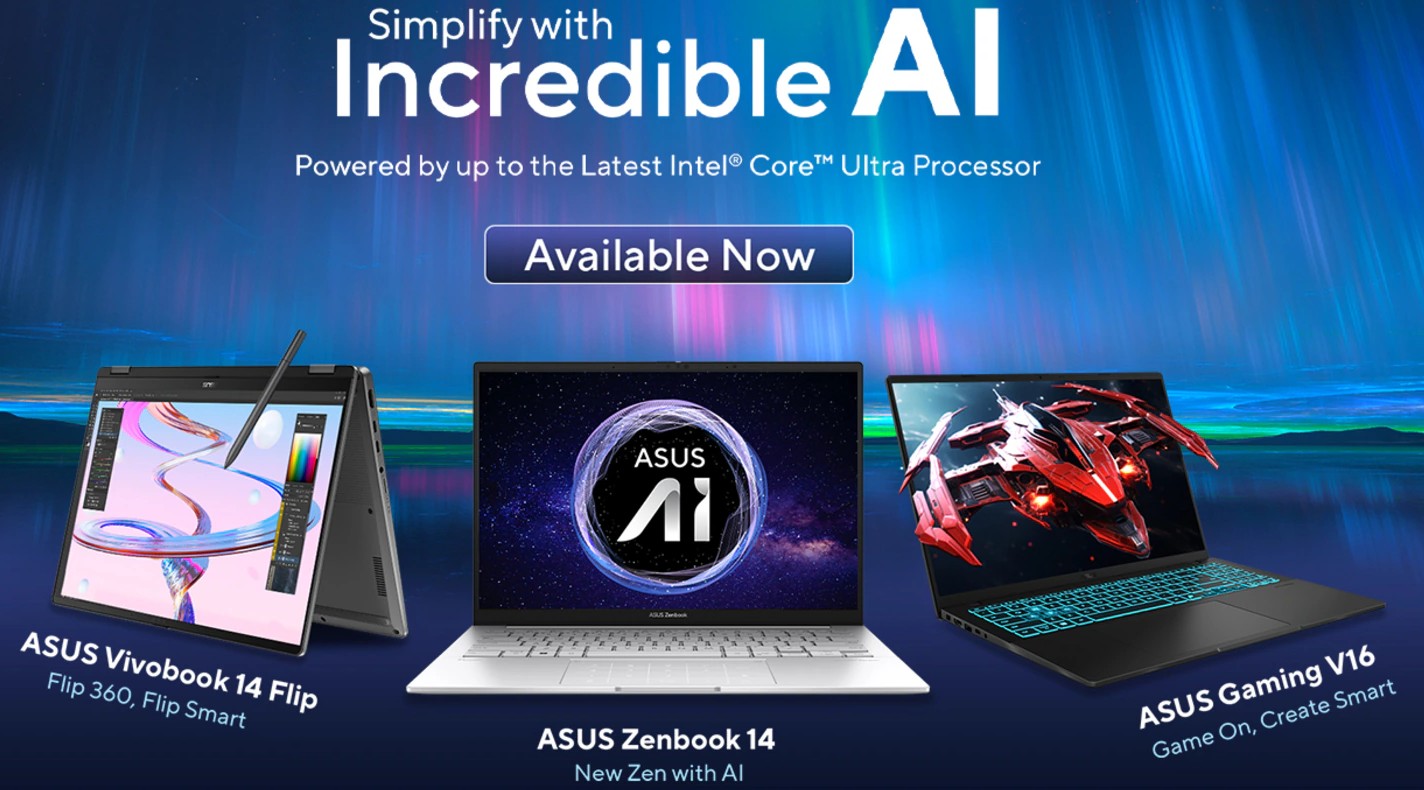 Simplify with
Incredible AI
Powered by up to the Latest Intel® Core™ Ultra Processor
Available Now
ASUS
AI
ASUS Zenbook
ASUS Vivobook 14 Flip
Flip 360, Flip Smart
ASUS Zenbook 14
New Zen with AI
ASUS Gaming V16
Game On, Create Smart